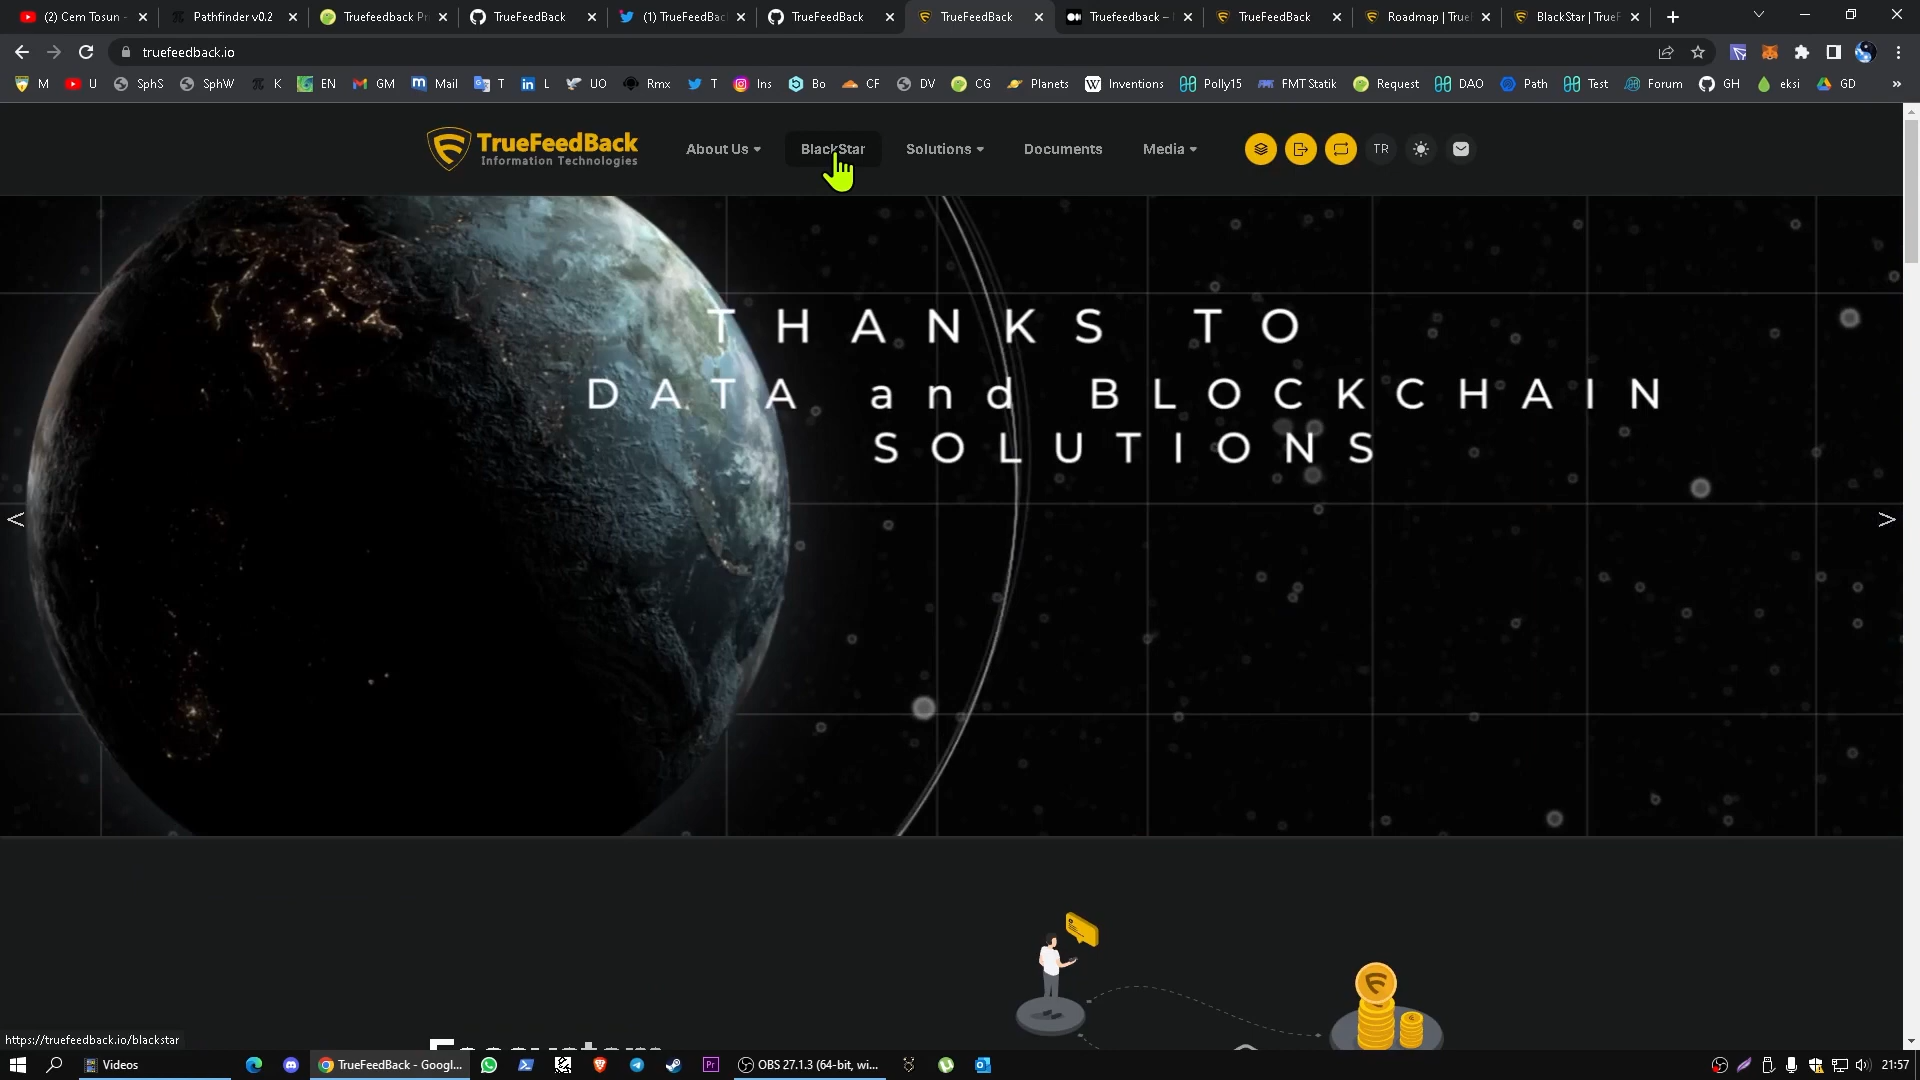 (2) Cem Tosun -
Pathfinder v0.2
Truefeedback Pri
TrueFeedBack
(1) TrueFeedBac
TrueFeedBack
TrueFeedBack
Truefeedback –
TrueFeedBack
Roadmap | TrueF
BlackStar | TrueF
truefeedback.io
M U SphS SphW K EN GM Mail T L UO Rmx T Ins Bo CF DV CG Planets Inventions Polly15 FMT Statik Request DAO Path Test Forum GH eksi GD »
TrueFeedBack
Information Technologies
About Us
BlackStar
Solutions
Documents
Media
TR
THANKS TO
DATA and BLOCKCHAIN
SOLUTIONS
<
>
https://truefeedback.io/blackstar
Videos
TrueFeedBack - Googl...
Pr
OBS 27.1.3 (64-bit, wi...
21:57